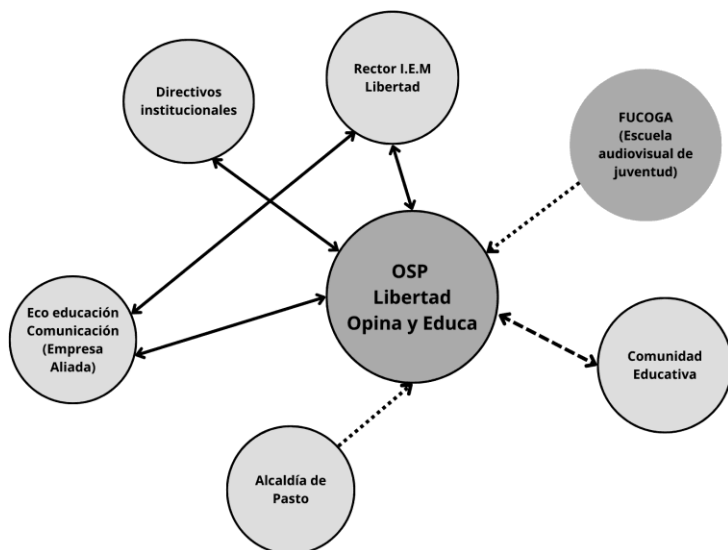 Directivos
institucionales
Rector I.E.M
Libertad
FUCOGA
(Escuela
audiovisual de
juventud)
OSP
Libertad
Opina y Educa
Eco educación
Comunicación
(Empresa
Aliada)
Comunidad
Educativa
Alcaldía de
Pasto